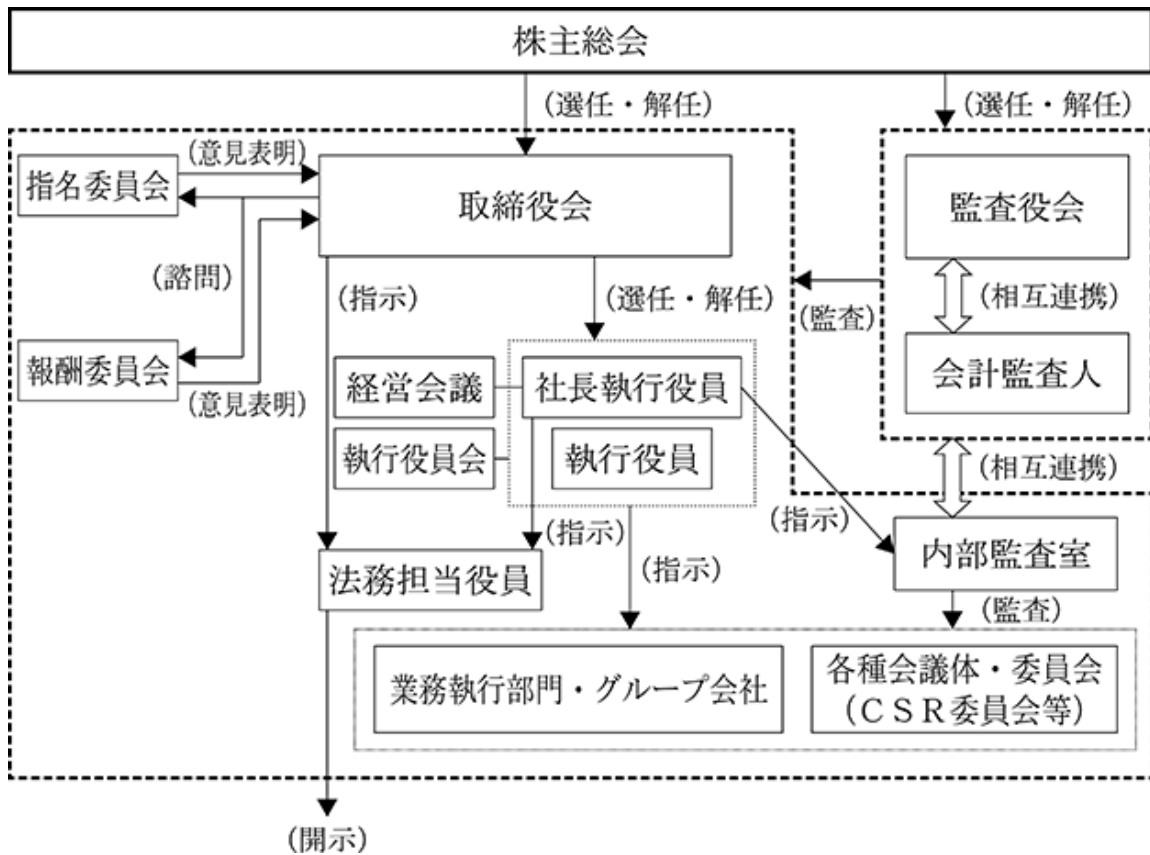 株主総会
(選任・解任)
(選任・解任)
指名委員会
(意見表明)
取締役会
監査役会
(諮問)
(指示)
(選任・解任)
(監査)
(相互連携)
報酬委員会
(意見表明)
経営会議
社長執行役員
会計監査人
執行役員会
執行役員
(相互連携)
(指示)
(指示)
(指示)
法務担当役員
内部監査室
(監査)
業務執行部門・グループ会社
各種会議体・委員会
(ＣＳＲ委員会等)
(開示)